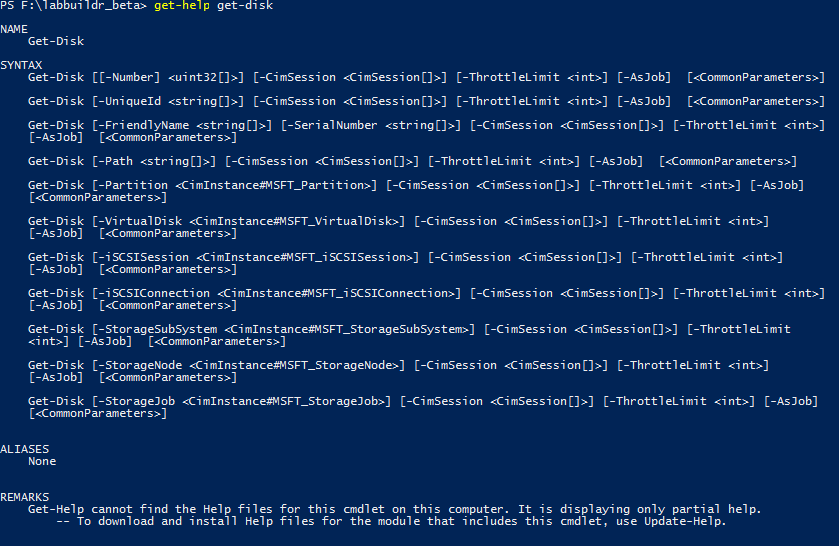 PS F:\labbuildr_beta> get-help get-disk
NAME
Get-Disk
SYNTAX
Get-Disk [[-Number] <uint32[]>] [-CimSession <CimSession[]>] [-ThrottleLimit <int>] [-AsJob]  [<CommonParameters>]
Get-Disk [-UniqueId <string[]>] [-CimSession <CimSession[]>] [-ThrottleLimit <int>] [-AsJob]  [<CommonParameters>]
Get-Disk [-FriendlyName <string[]>] [-SerialNumber <string[]>] [-CimSession <CimSession[]>] [-ThrottleLimit <int>]
[-AsJob]  [<CommonParameters>]
Get-Disk [-Path <string[]>] [-CimSession <CimSession[]>] [-ThrottleLimit <int>] [-AsJob]  [<CommonParameters>]
Get-Disk [-Partition <CimInstance#MSFT_Partition>] [-CimSession <CimSession[]>] [-ThrottleLimit <int>] [-AsJob]
[<CommonParameters>]
Get-Disk [-VirtualDisk <CimInstance#MSFT_VirtualDisk>] [-CimSession <CimSession[]>] [-ThrottleLimit <int>]
[-AsJob]  [<CommonParameters>]
Get-Disk [-iSCSISession <CimInstance#MSFT_iSCSISession>] [-CimSession <CimSession[]>] [-ThrottleLimit <int>]
[-AsJob]  [<CommonParameters>]
Get-Disk [-iSCSIConnection <CimInstance#MSFT_iSCSIConnection>] [-CimSession <CimSession[]>] [-ThrottleLimit <int>]
[-AsJob]  [<CommonParameters>]
Get-Disk [-StorageSubSystem <CimInstance#MSFT_StorageSubSystem>] [-CimSession <CimSession[]>] [-ThrottleLimit
<int>] [-AsJob]  [<CommonParameters>]
Get-Disk [-StorageNode <CimInstance#MSFT_StorageNode>] [-CimSession <CimSession[]>] [-ThrottleLimit <int>]
[-AsJob]  [<CommonParameters>]
Get-Disk [-StorageJob <CimInstance#MSFT_StorageJob>] [-CimSession <CimSession[]>] [-ThrottleLimit <int>] [-AsJob]
[<CommonParameters>]
ALIASES
None
REMARKS
Get-Help cannot find the Help files for this cmdlet on this computer. It is displaying only partial help.
-- To download and install Help files for the module that includes this cmdlet, use Update-Help.